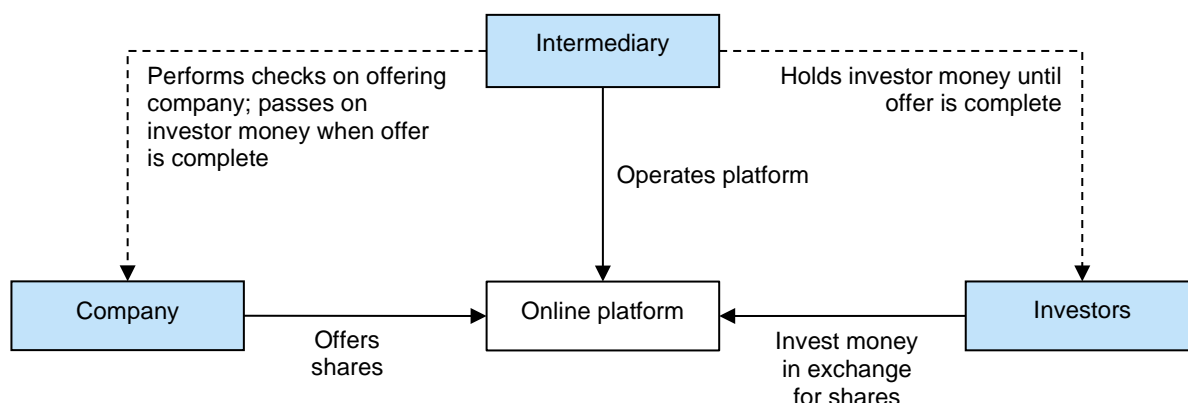 Intermediary
Performs checks on offering
company; passes on
investor money when offer
is complete
Holds investor money until
offer is complete
Operates platform
Company
Online platform
Investors
Offers
shares
Invest money
in exchange
for shares